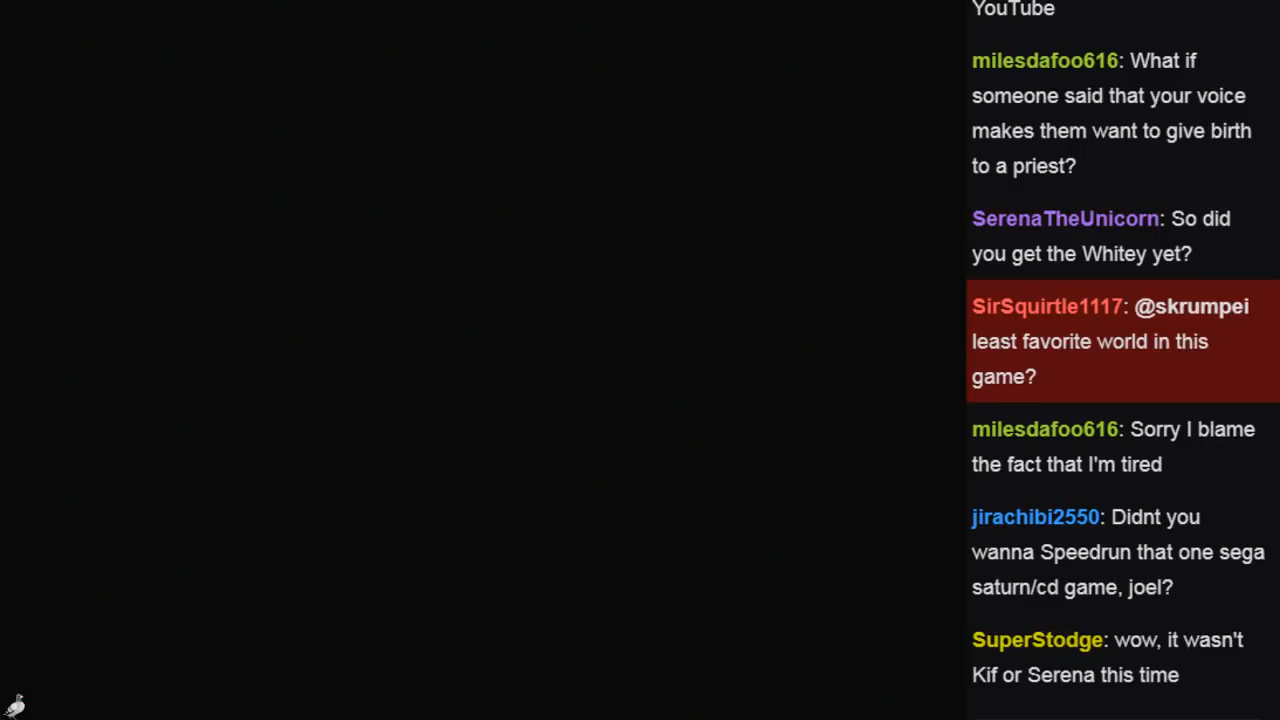 YouTube
milesdafoo616: What if
someone said that your voice
makes them want to give birth
to a priest?
SerenaTheUnicorn: So did
you get the Whitey yet?
SirSquirtle1117: @skrumpei
least favorite world in this
game?
milesdafoo616: Sorry I blame
the fact that I'm tired
jirachibi2550: Didnt you
wanna Speedrun that one sega
saturn/cd game, joel?
SuperStodge: wow, it wasn't
Kif or Serena this time